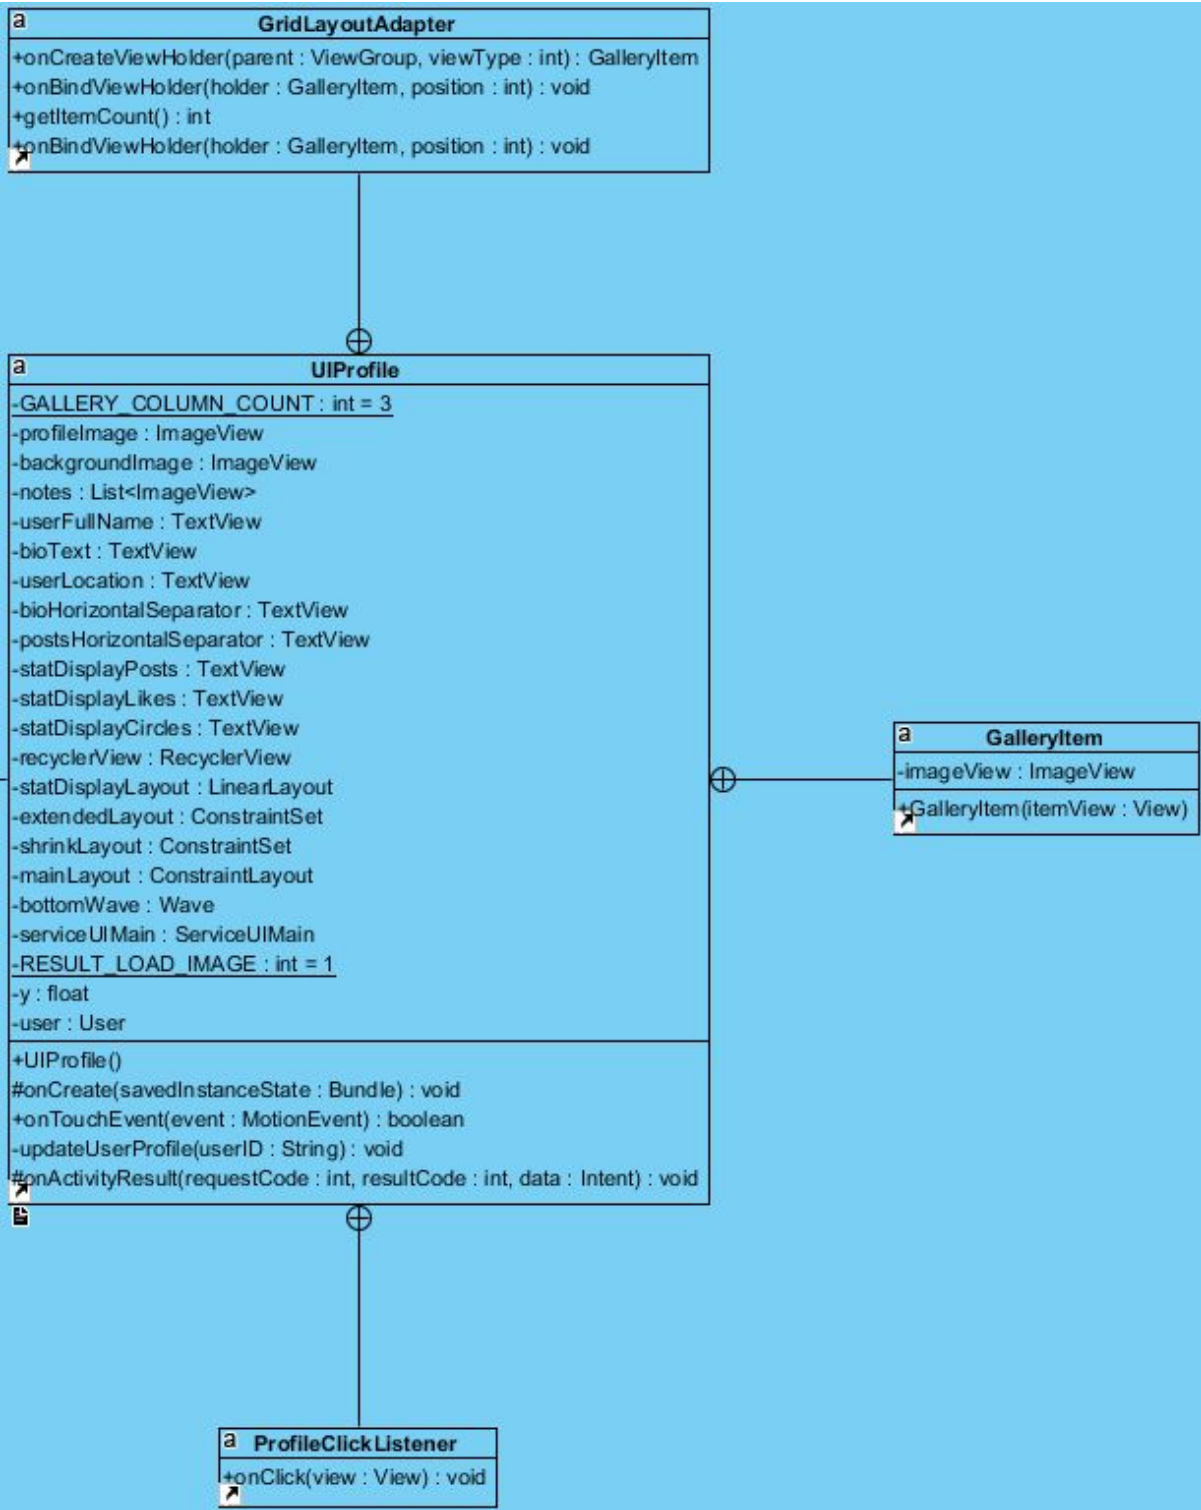 a
GridLayoutAdapter
+onCreateViewHolder(parent : ViewGroup, viewType : int) : GalleryItem
+onBindViewHolder(holder : GalleryItem, position : int) : void
+getItemCount() : int
+onBindViewHolder(holder : GalleryItem, position : int) : void
a
UIProfile
-GALLERY_COLUMN_COUNT : int = 3
-profileImage : ImageView
-backgroundImage : ImageView
-notes : List<ImageView>
-userFullName : TextView
-bioText : TextView
-userLocation : TextView
-bioHorizontalSeparator : TextView
-postsHorizontalSeparator : TextView
-statDisplayPosts : TextView
-statDisplayLikes : TextView
-statDisplayCircles : TextView
-recyclerView : RecyclerView
-statDisplayLayout : LinearLayout
-extendedLayout : ConstraintSet
-shrinkLayout : ConstraintSet
-mainLayout : ConstraintLayout
-bottomWave : Wave
-serviceUIMain : ServiceUIMain
-RESULT_LOAD_IMAGE : int = 1
-y : float
-user : User
+UIProfile()
#onCreate(savedInstanceState : Bundle) : void
+onTouchEvent(event : MotionEvent) : boolean
-updateUserProfile(userID : String) : void
#onActivityResult(requestCode : int, resultCode : int, data : Intent) : void
a
GalleryItem
-imageView : ImageView
+GalleryItem(itemView : View)
a
ProfileClickListener
+onClick(view : View) : void